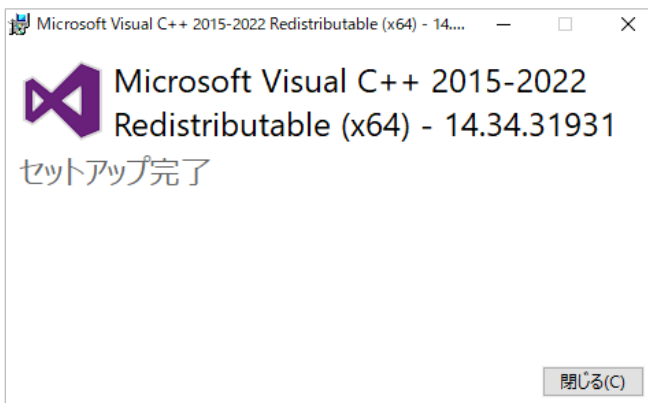 Microsoft Visual C++ 2015-2022 Redistributable (x64) - 14....
Microsoft Visual C++ 2015-2022
Redistributable (x64) - 14.34.31931
セットアップ完了
閉じる(C)